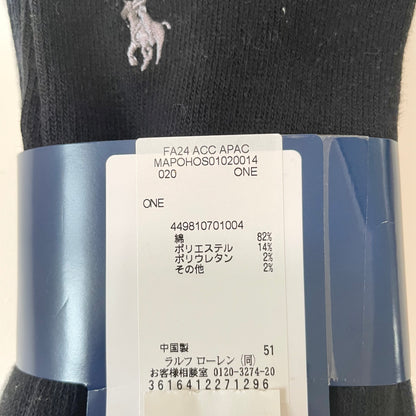 FA24 ACC APAC
MAPOHOS01020014
020 ONE
ONE
449810701004
綿 82%
ポリエステル 14%
ポリウレタン 2%
その他 2%
中国製 51
ラルフ ローレン (同)
お客様相談室 0120-3274-20
3616412271296